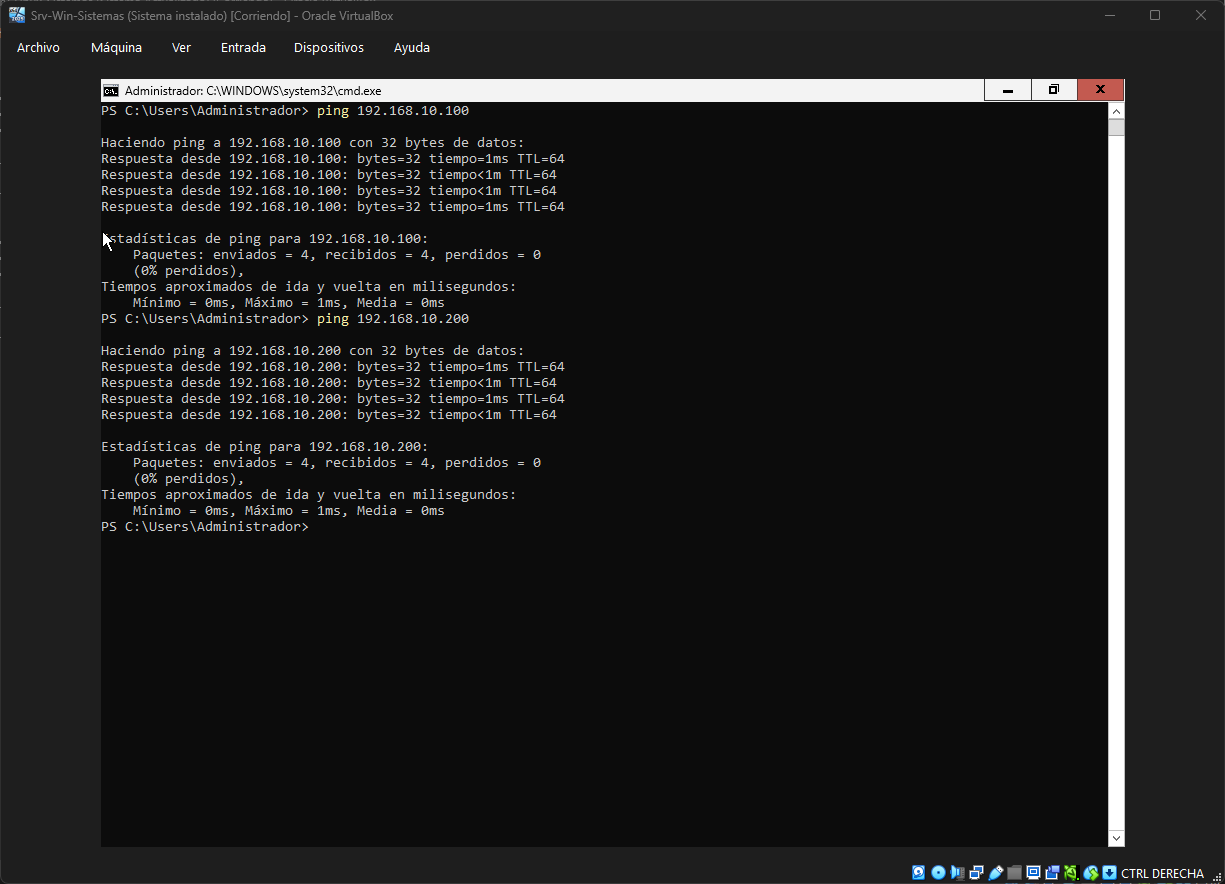 Srv-Win-Sistemas (Sistema instalado) [Corriendo] - Oracle VirtualBox
Archivo Máquina Ver Entrada Dispositivos Ayuda
Administrador: C:\WINDOWS\system32\cmd.exe
PS C:\Users\Administrador> ping 192.168.10.100
Haciendo ping a 192.168.10.100 con 32 bytes de datos:
Respuesta desde 192.168.10.100: bytes=32 tiempo=1ms TTL=64
Respuesta desde 192.168.10.100: bytes=32 tiempo<1m TTL=64
Respuesta desde 192.168.10.100: bytes=32 tiempo<1m TTL=64
Respuesta desde 192.168.10.100: bytes=32 tiempo=1ms TTL=64
Estadísticas de ping para 192.168.10.100:
Paquetes: enviados = 4, recibidos = 4, perdidos = 0
(0% perdidos),
Tiempos aproximados de ida y vuelta en milisegundos:
Mínimo = 0ms, Máximo = 1ms, Media = 0ms
PS C:\Users\Administrador> ping 192.168.10.200
Haciendo ping a 192.168.10.200 con 32 bytes de datos:
Respuesta desde 192.168.10.200: bytes=32 tiempo=1ms TTL=64
Respuesta desde 192.168.10.200: bytes=32 tiempo<1m TTL=64
Respuesta desde 192.168.10.200: bytes=32 tiempo=1ms TTL=64
Respuesta desde 192.168.10.200: bytes=32 tiempo<1m TTL=64
Estadísticas de ping para 192.168.10.200:
Paquetes: enviados = 4, recibidos = 4, perdidos = 0
(0% perdidos),
Tiempos aproximados de ida y vuelta en milisegundos:
Mínimo = 0ms, Máximo = 1ms, Media = 0ms
PS C:\Users\Administrador>
CTRL DERECHA